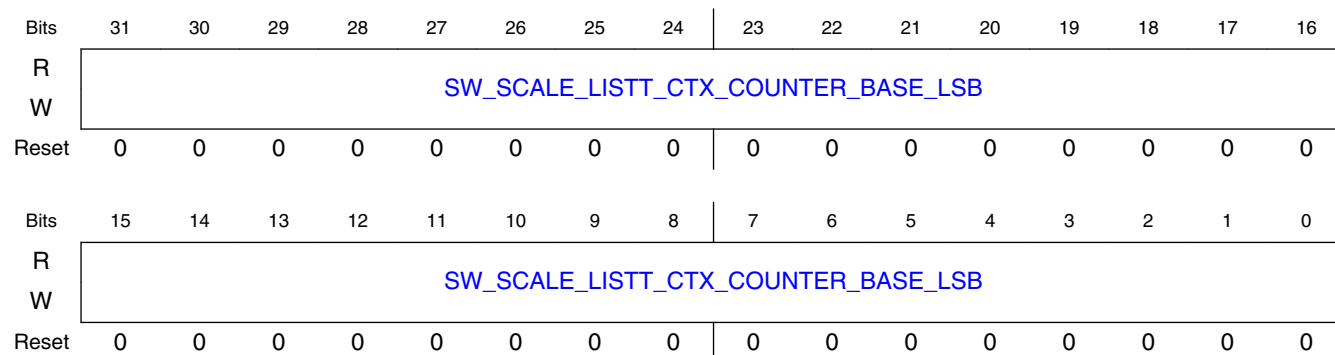 Bits 31 30 29 28 27 26 25 24 23 22 21 20 19 18 17 16
R
SW_SCALE_LISTT_CTX_COUNTER_BASE_LSB
W
Reset 0 0 0 0 0 0 0 0 0 0 0 0 0 0 0 0
Bits 15 14 13 12 11 10 9 8 7 6 5 4 3 2 1 0
R
SW_SCALE_LISTT_CTX_COUNTER_BASE_LSB
W
Reset 0 0 0 0 0 0 0 0 0 0 0 0 0 0 0 0